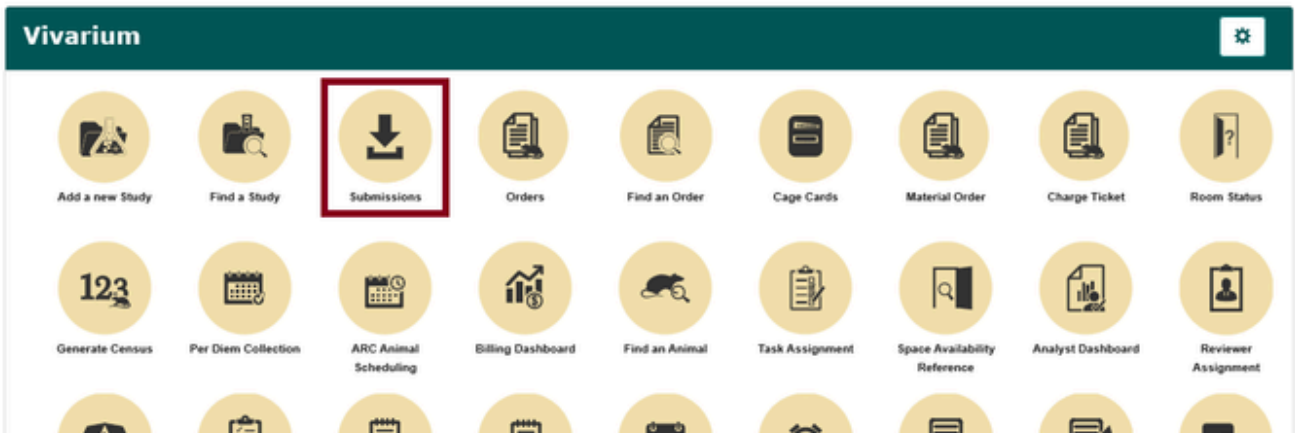 Vivarium
Add a new Study
Find a Study
Submissions
Orders
Find an Order
Cage Cards
Material Order
Charge Ticket
Room Status
?
123
$
Generate Census
Per Diem Collection
ARC Animal
Scheduling
Billing Dashboard
Find an Animal
Task Assignment
Space Availability
Reference
Analyst Dashboard
Reviewer
Assignment